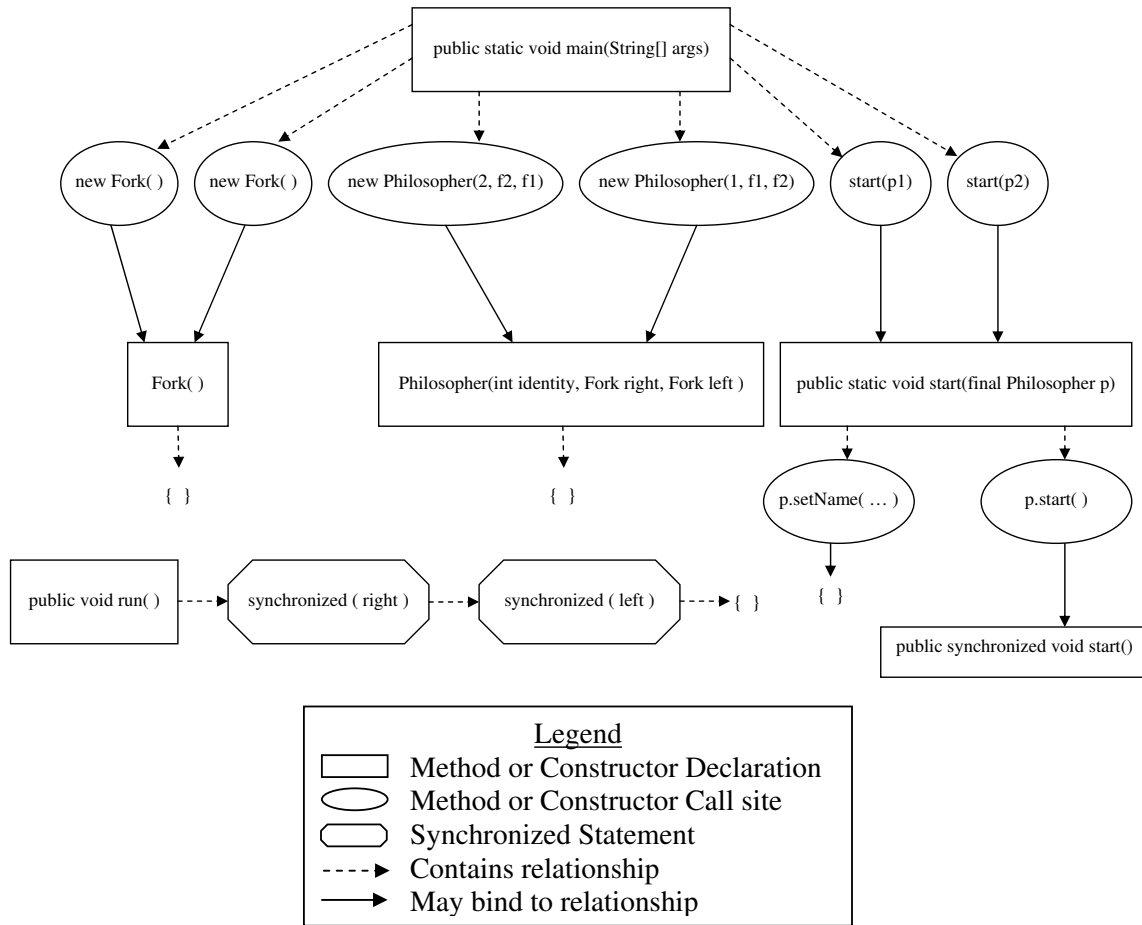 public static void main(String[] args)
new Fork( )
new Fork( )
new Philosopher(2, f2, f1)
new Philosopher(1, f1, f2)
start(p1)
start(p2)
Fork( )
Philosopher(int identity, Fork right, Fork left )
public static void start(final Philosopher p)
{ }
{ }
p.setName( … )
p.start( )
public void run( )
synchronized ( right )
synchronized ( left )
{ }
{ }
public synchronized void start()
Legend
Method or Constructor Declaration
Method or Constructor Call site
Synchronized Statement
Contains relationship
May bind to relationship